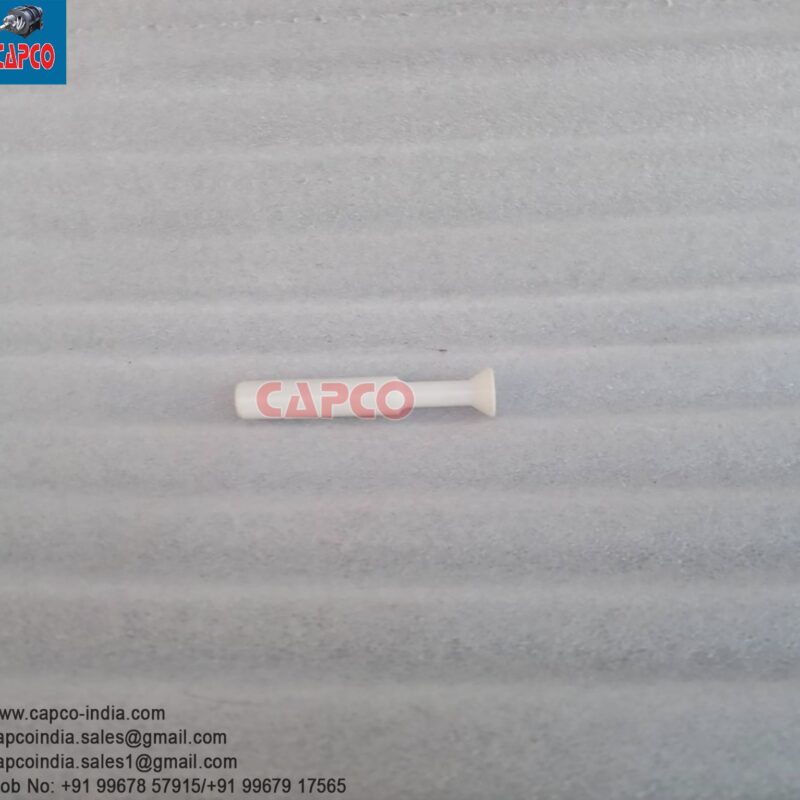 CAPCO
CAPCO
www.capco-india.com
apcoindia.sales@gmail.com
apcoindia.sales1@gmail.com
ob No: +91 99678 57915/+91 99679 17565